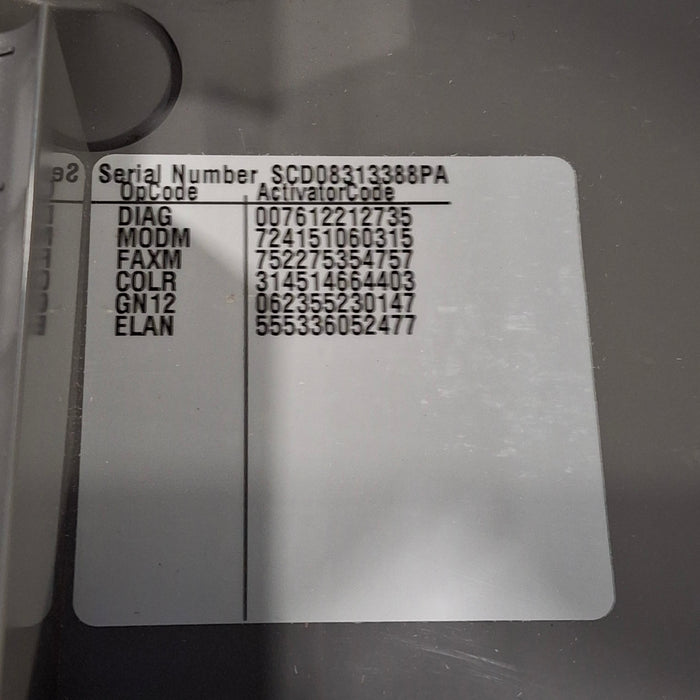 Serial Number SCD08313388PA
OpCode ActivatorCode
DIAG 007612212735
MODM 724151060315
FAXM 752275354757
COLR 314514664403
GN12 062355230147
ELAN 555336052477